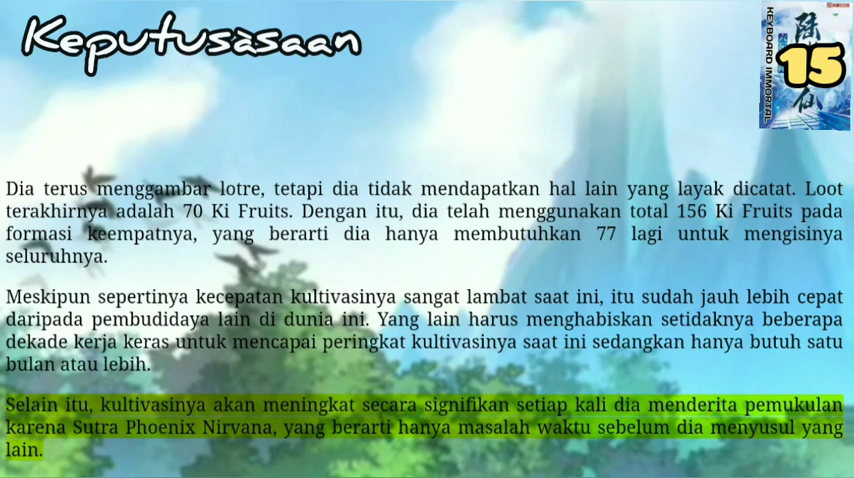 Keputusàsaan
KEYBOARD IMMORTAL
15
Dia terus menggambar lotre, tetapi dia tidak mendapatkan hal lain yang layak dicatat. Loot
terakhirnya adalah 70 Ki Fruits. Dengan itu, dia telah menggunakan total 156 Ki Fruits pada
formasi keempatnya, yang berarti dia hanya membutuhkan 77 lagi untuk mengisinya
seluruhnya.
Meskipun sepertinya kecepatan kultivasinya sangat lambat saat ini, itu sudah jauh lebih cepat
daripada pembudidaya lain di dunia ini. Yang lain harus menghabiskan setidaknya beberapa
dekade kerja keras untuk mencapai peringkat kultivasinya saat ini sedangkan hanya butuh satu
bulan atau lebih.
Selain itu, kultivasinya akan meningkat secara signifikan setiap kali dia menderita pemukulan
karena Sutra Phoenix Nirvana, yang berarti hanya masalah waktu sebelum dia menyusul yang
lain.